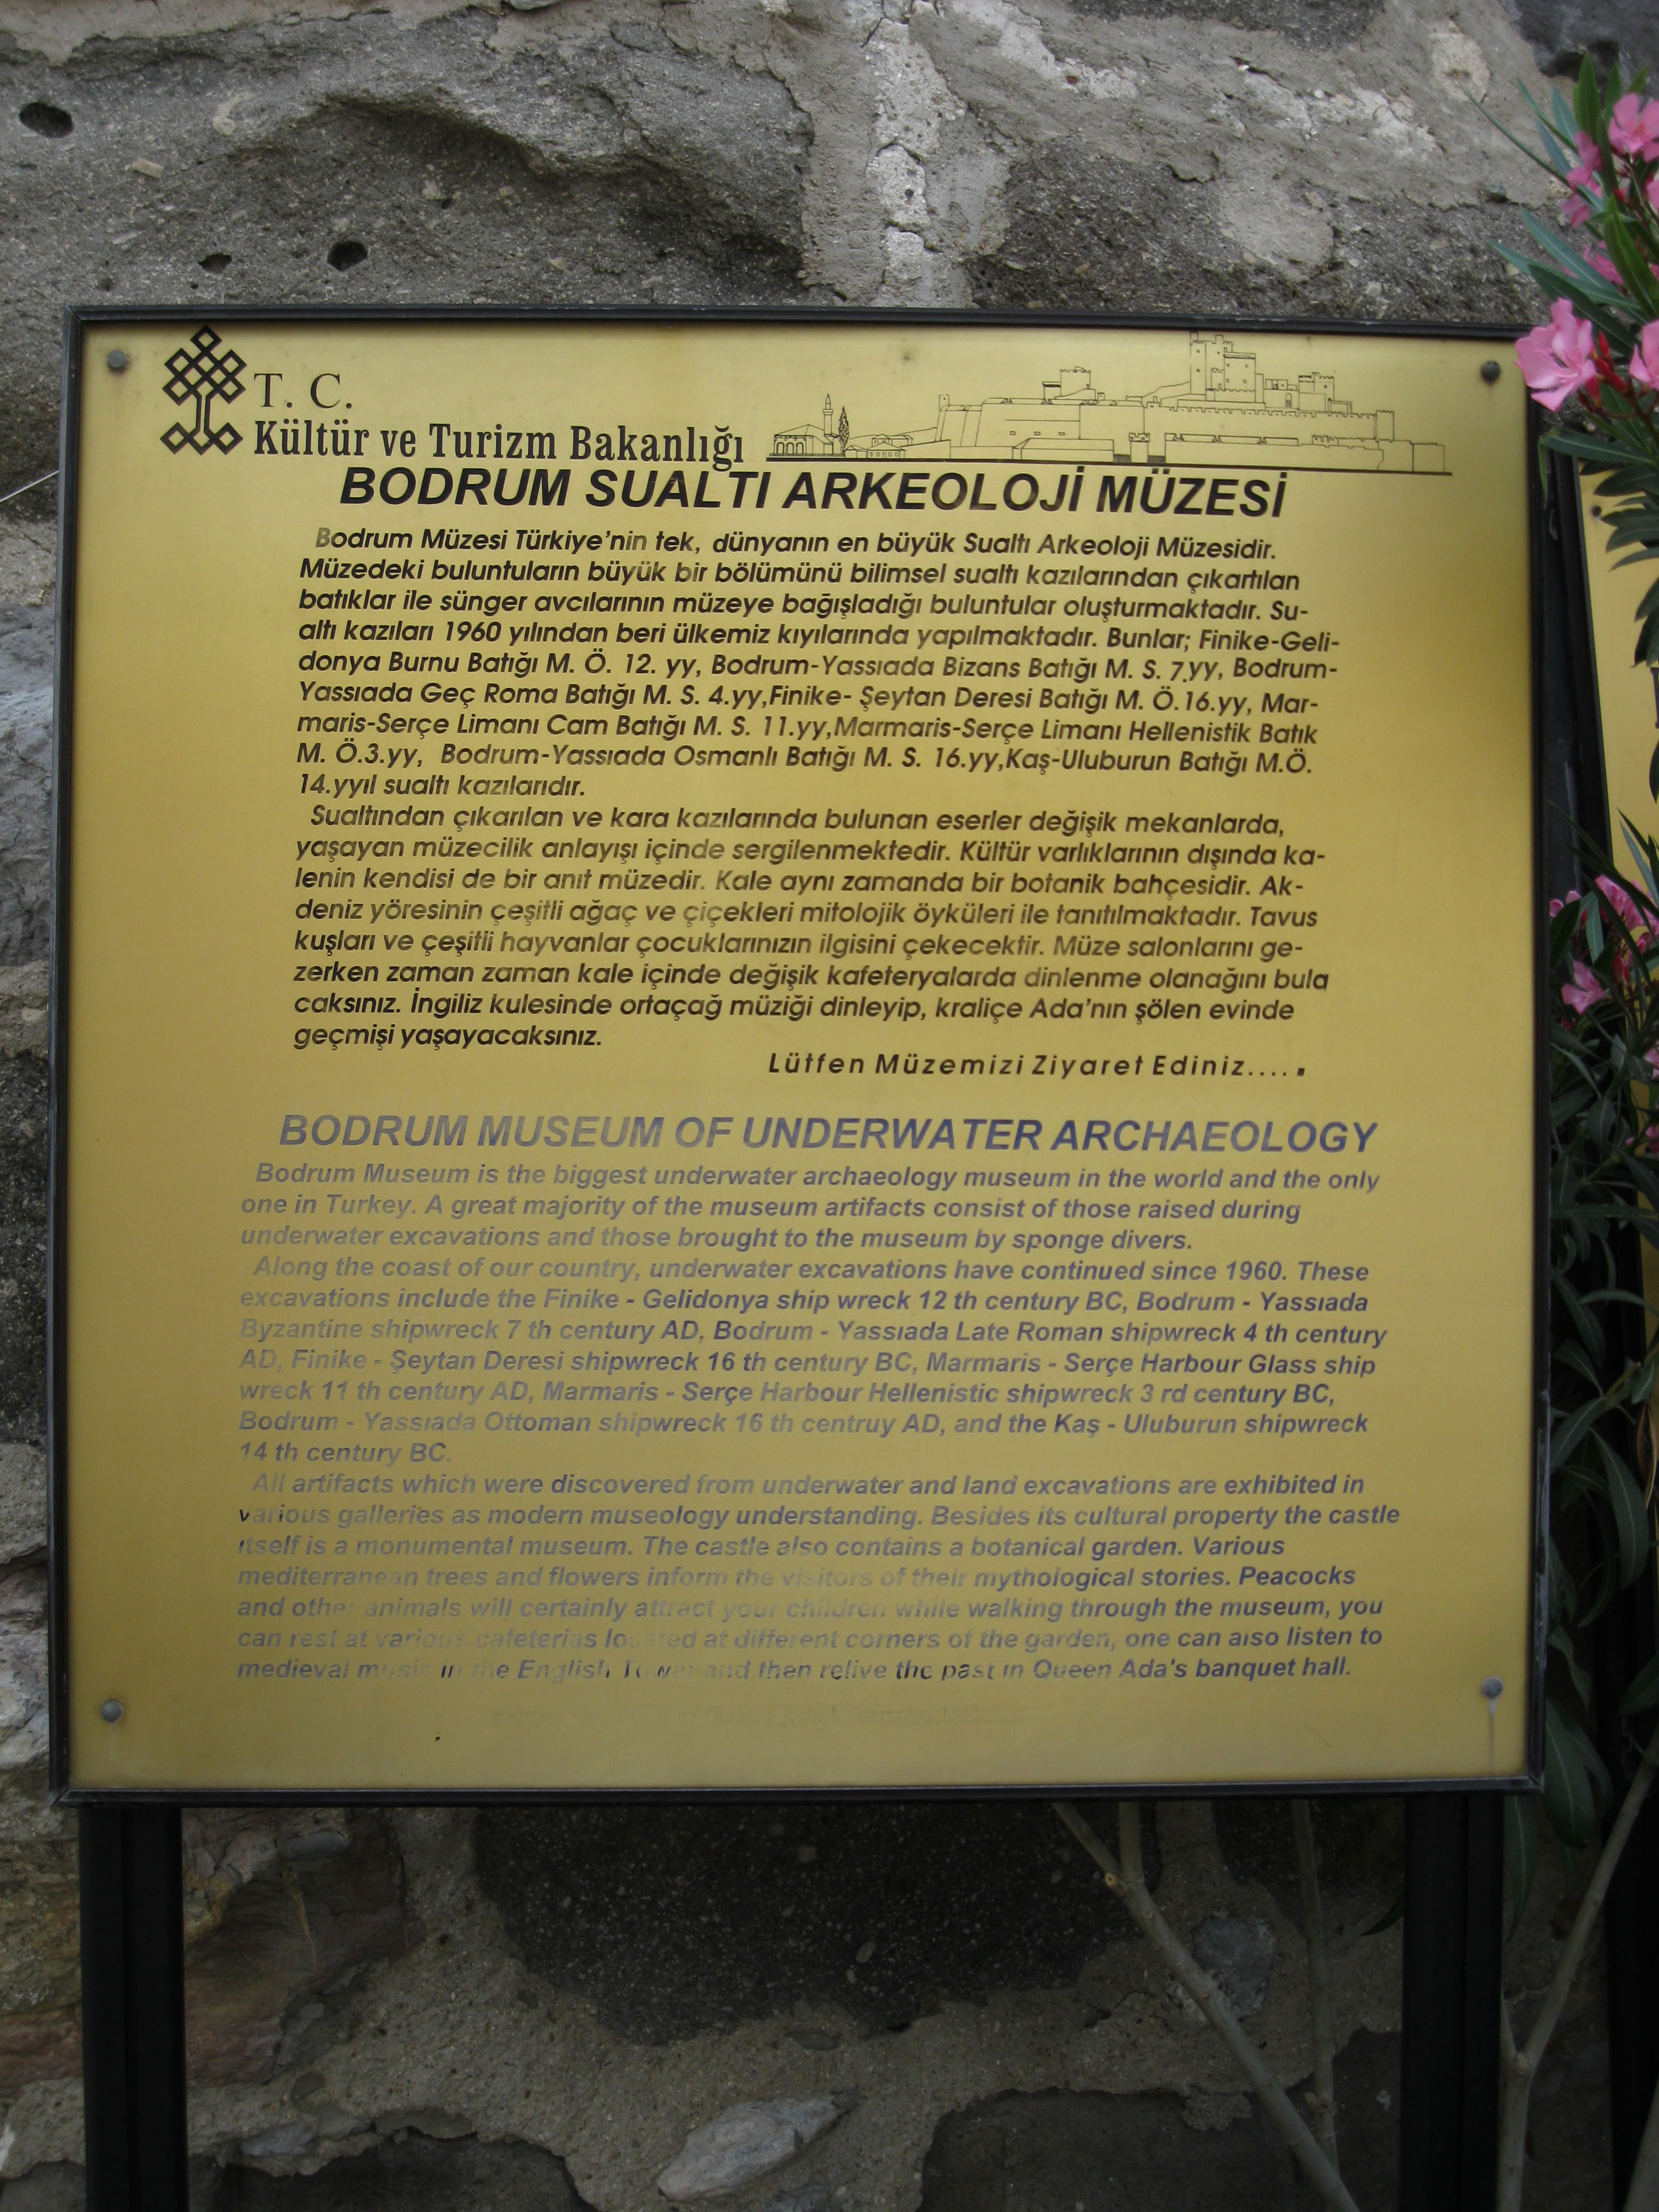 T. C.
Kültür ve Turizm Bakanlığı
BODRUM SUALTI ARKEOLOJİ MÜZESİ
Bodrum Müzesi Türkiye'nin tek, dünyanın en büyük Sualtı Arkeoloji Müzesidir.
Müzedeki buluntuların büyük bir bölümünü bilimsel sualtı kazılarından çıkartılan
batıklar ile sünger avcılarının müzeye bağışladığı buluntular oluşturmaktadır. Su-
altı kazıları 1960 yılından beri ülkemiz kıyılarında yapılmaktadır. Bunlar; Finike-Geli-
donya Burnu Batığı M. Ö. 12. yy, Bodrum-Yassıada Bizans Batığı M. S. 7.yy, Bodrum-
Yassıada Geç Roma Batığı M. S. 4.yy,Finike- Şeytan Deresi Batığı M. Ö.16.yy, Mar-
maris-Serçe Limanı Cam Batığı M. S. 11.yy,Marmaris-Serçe Limanı Hellenistik Batık
M. Ö.3.yy, Bodrum-Yassıada Osmanlı Batığı M. S. 16.yy,Kaş-Uluburun Batığı M.Ö.
14.yyıl sualtı kazılarıdır.
Sualtından çıkarılan ve kara kazılarında bulunan eserler değişik mekanlarda,
yaşayan müzecilik anlayışı içinde sergilenmektedir. Kültür varlıklarının dışında ka-
lenin kendisi de bir anıt müzedir. Kale aynı zamanda bir botanik bahçesidir. Ak-
deniz yöresinin çeşitli ağaç ve çiçekleri mitolojik öyküleri ile tanıtılmaktadır. Tavus
kuşları ve çeşitli hayvanlar çocuklarınızın ilgisini çekecektir. Müze salonlarını ge-
zerken zaman zaman kale içinde değişik kafeteryalarda dinlenme olanağını bula
caksınız. İngiliz kulesinde ortaçağ müziği dinleyip, kraliçe Ada'nın şölen evinde
geçmişi yaşayacaksınız.
Lütfen Müzemizi Ziyaret Ediniz.....
BODRUM MUSEUM OF UNDERWATER ARCHAEOLOGY
Bodrum Museum is the biggest underwater archaeology museum in the world and the only
one in Turkey. A great majority of the museum artifacts consist of those raised during
underwater excavations and those brought to the museum by sponge divers.
Along the coast of our country, underwater excavations have continued since 1960. These
excavations include the Finike - Gelidonya ship wreck 12 th century BC, Bodrum - Yassıada
Byzantine shipwreck 7 th century AD, Bodrum - Yassıada Late Roman shipwreck 4 th century
AD, Finike - Şeytan Deresi shipwreck 16 th century BC, Marmaris - Serçe Harbour Glass ship
wreck 11 th century AD, Marmaris - Serçe Harbour Hellenistic shipwreck 3 rd century BC,
Bodrum - Yassıada Ottoman shipwreck 16 th centruy AD, and the Kaş - Uluburun shipwreck
14 th century BC.
All artifacts which were discovered from underwater and land excavations are exhibited in
various galleries as modern museology understanding. Besides its cultural property the castle
itself is a monumental museum. The castle also contains a botanical garden. Various
mediterranean trees and flowers inform the visitors of their mythological stories. Peacocks
and other animals will certainly attract your children while walking through the museum, you
can rest at various cafeterias located at different corners of the garden, one can also listen to
medieval music in the English Tower and then relive the past in Queen Ada's banquet hall.